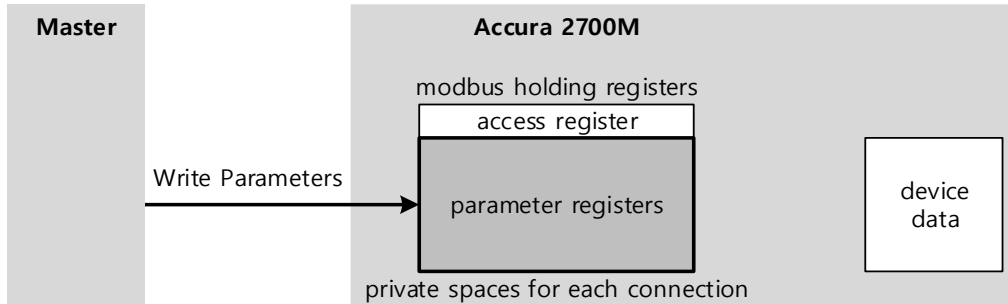 Master
Accura 2700M
modbus holding registers
access register
Write Parameters
parameter registers
device
data
private spaces for each connection